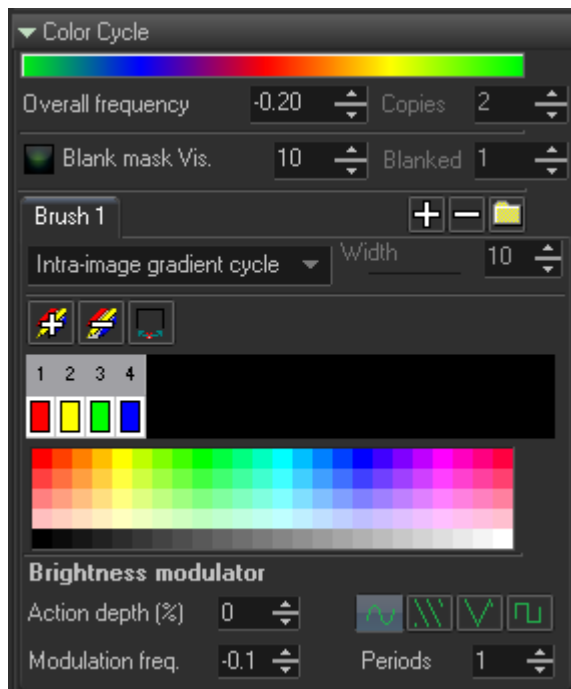 Color Cycle
Overall frequency -0.20 Copies 2
Blank mask Vis. 10 Blanked 1
Brush 1
Intra-image gradient cycle Width 10
1 2 3 4
Brightness modulator
Action depth (%) 0
Modulation freq. -0.1 Periods 1